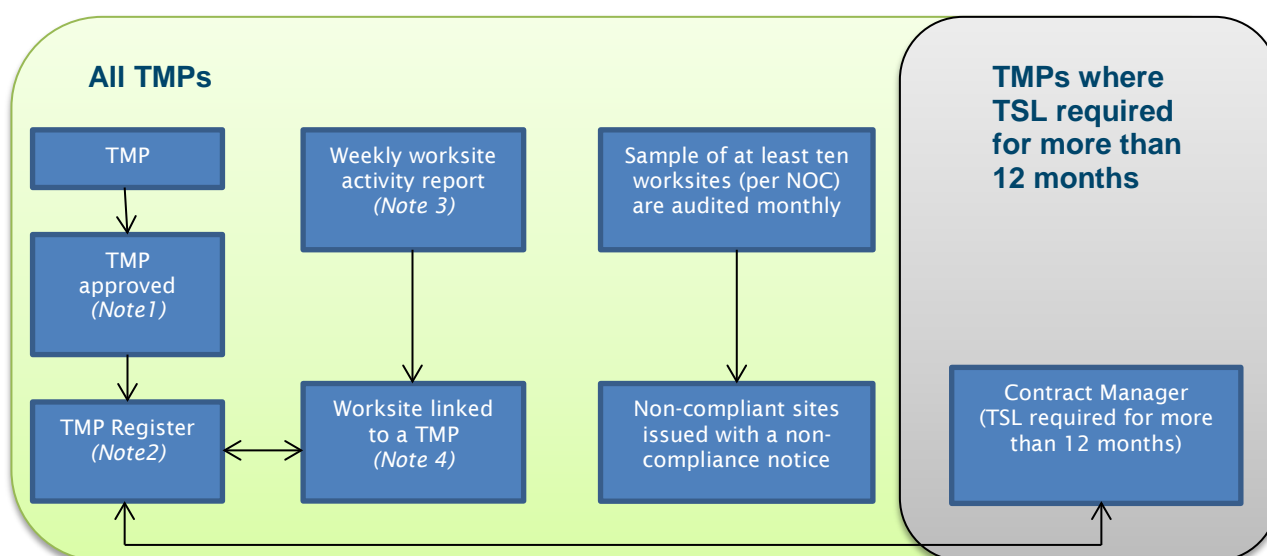 All TMPs
TMP
TMP
approved
(Note1)
TMP Register
(Note2)
Weekly worksite
activity report
(Note 3)
Worksite linked
to a TMP
(Note 4)
Sample of at least ten
worksites (per NOC)
are audited monthly
Non-compliant sites
issued with a non-
compliance notice
TMPs where
TSL required
for more than
12 months
Contract Manager
(TSL required for more
than 12 months)